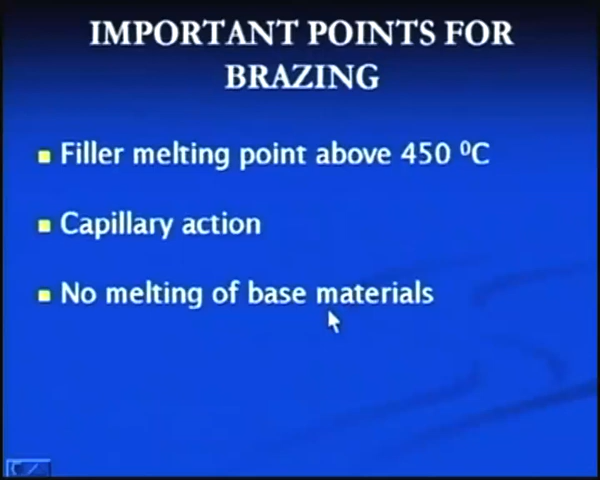 IMPORTANT POINTS FOR
BRAZING
Filler melting point above 450 ⁰C
Capillary action
No melting of base materials